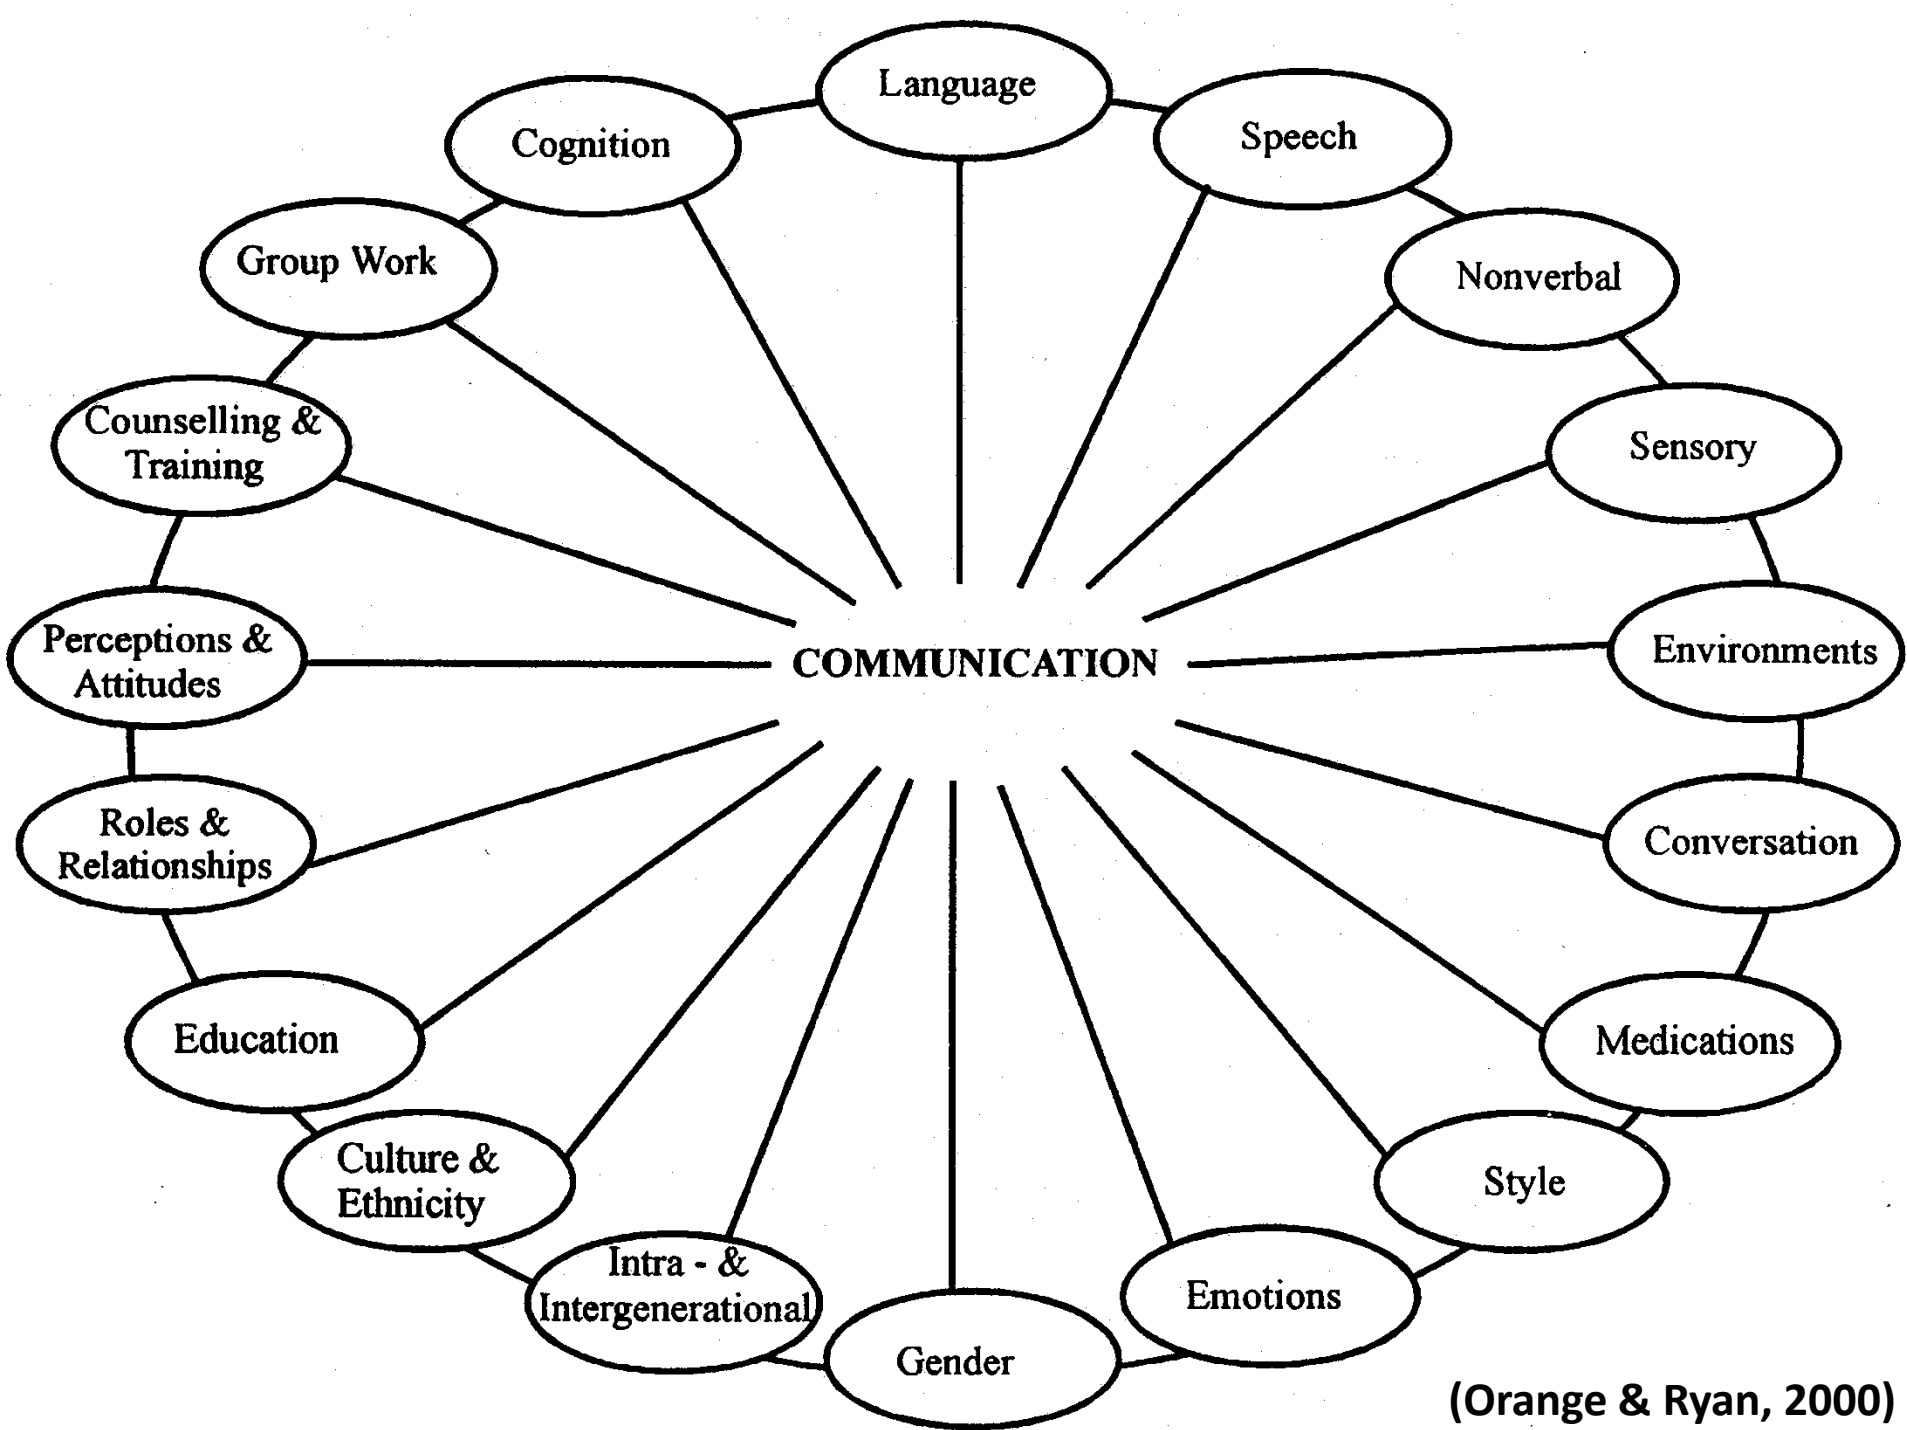 Language
Speech
Nonverbal
Sensory
Environments
Conversation
Medications
Style
Emotions
Gender
Intra - &
Intergenerational
Culture &
Ethnicity
Education
Roles &
Relationships
Perceptions &
Attitudes
Counselling &
Training
Group Work
Cognition
COMMUNICATION
(Orange & Ryan, 2000)